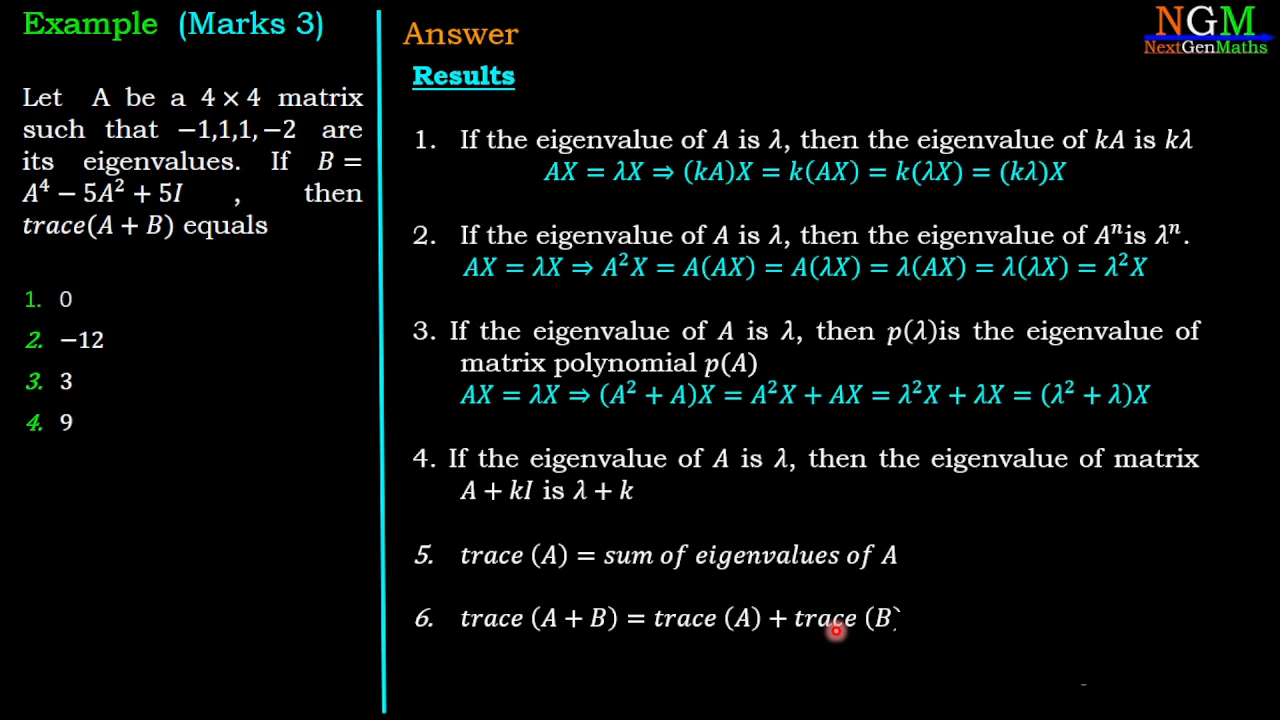 Example (Marks 3)
Let A be a 4 × 4 matrix
such that −1,1,1,−2 are
its eigenvalues. If B =
A⁴ − 5A² + 5I , then
trace(A + B) equals
1. 0
2. −12
3. 3
4. 9
Answer
NGM
NextGenMaths
Results
1. If the eigenvalue of A is λ, then the eigenvalue of kA is kλ
AX = λX ⇒ (kA)X = k(AX) = k(λX) = (kλ)X
2. If the eigenvalue of A is λ, then the eigenvalue of Aⁿis λⁿ.
AX = λX ⇒ A²X = A(AX) = A(λX) = λ(AX) = λ(λX) = λ²X
3. If the eigenvalue of A is λ, then p(λ)is the eigenvalue of
matrix polynomial p(A)
AX = λX ⇒ (A² + A)X = A²X + AX = λ²X + λX = (λ² + λ)X
4. If the eigenvalue of A is λ, then the eigenvalue of matrix
A + kI is λ + k
5. trace (A) = sum of eigenvalues of A
6. trace (A + B) = trace (A) + trace (B)